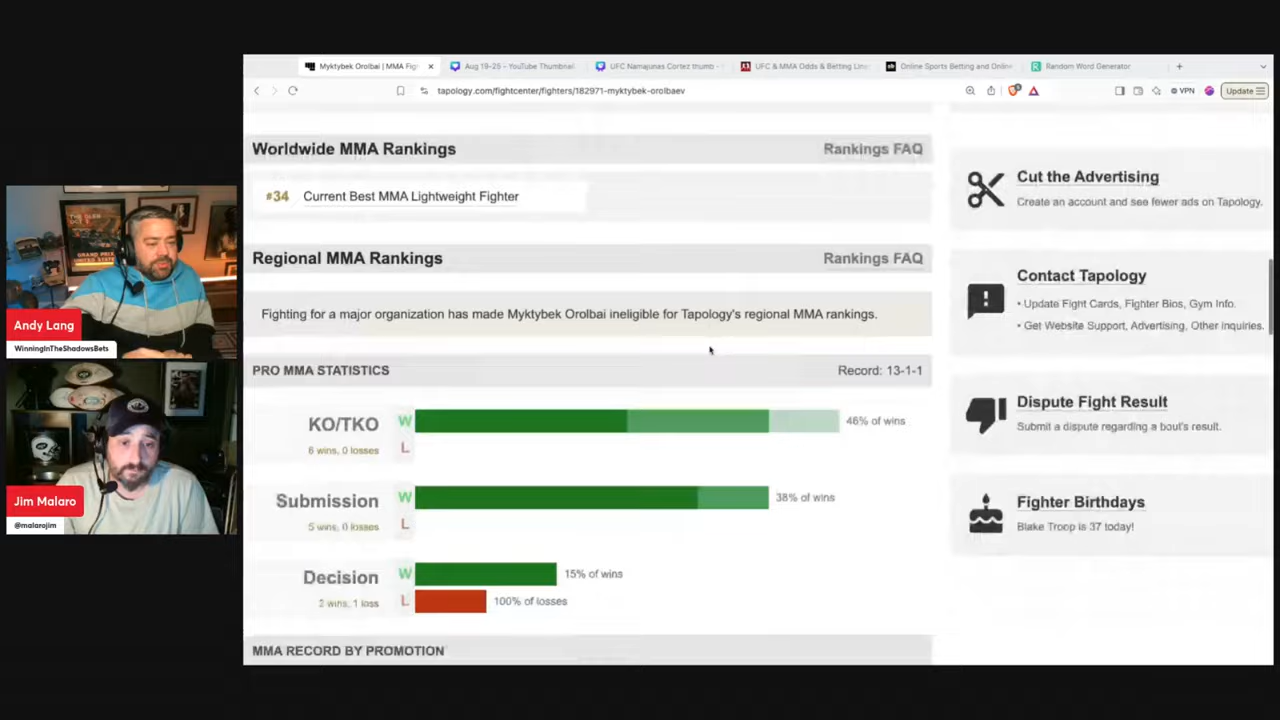 Myktybek Orolbai | MMA Figh
Aug 19-25 - YouTube Thumbnail
UFC Namajunas Cortez thumb -
UFC & MMA Odds & Betting Line
Online Sports Betting and Online
Random Word Generator
tapology.com/fightcenter/fighters/182971-myktybek-orolbaev
VPN
Update
Worldwide MMA Rankings
Rankings FAQ
#34 Current Best MMA Lightweight Fighter
Regional MMA Rankings
Rankings FAQ
Fighting for a major organization has made Myktybek Orolbai ineligible for Tapology's regional MMA rankings.
PRO MMA STATISTICS
Record: 13-1-1
KO/TKO
W
46% of wins
6 wins, 0 losses
L
Submission
W
38% of wins
5 wins, 0 losses
L
Decision
W
15% of wins
2 wins, 1 loss
L
100% of losses
MMA RECORD BY PROMOTION
Cut the Advertising
Create an account and see fewer ads on Tapology.
Contact Tapology
• Update Fight Cards, Fighter Bios, Gym Info.
• Get Website Support, Advertising, Other Inquiries.
Dispute Fight Result
Submit a dispute regarding a bout's result.
Fighter Birthdays
Blake Troop is 37 today!
GRAND PRIX
UNITED STATES
Andy Lang
WinningInTheShadowsBets
Jim Malaro
@malarojim